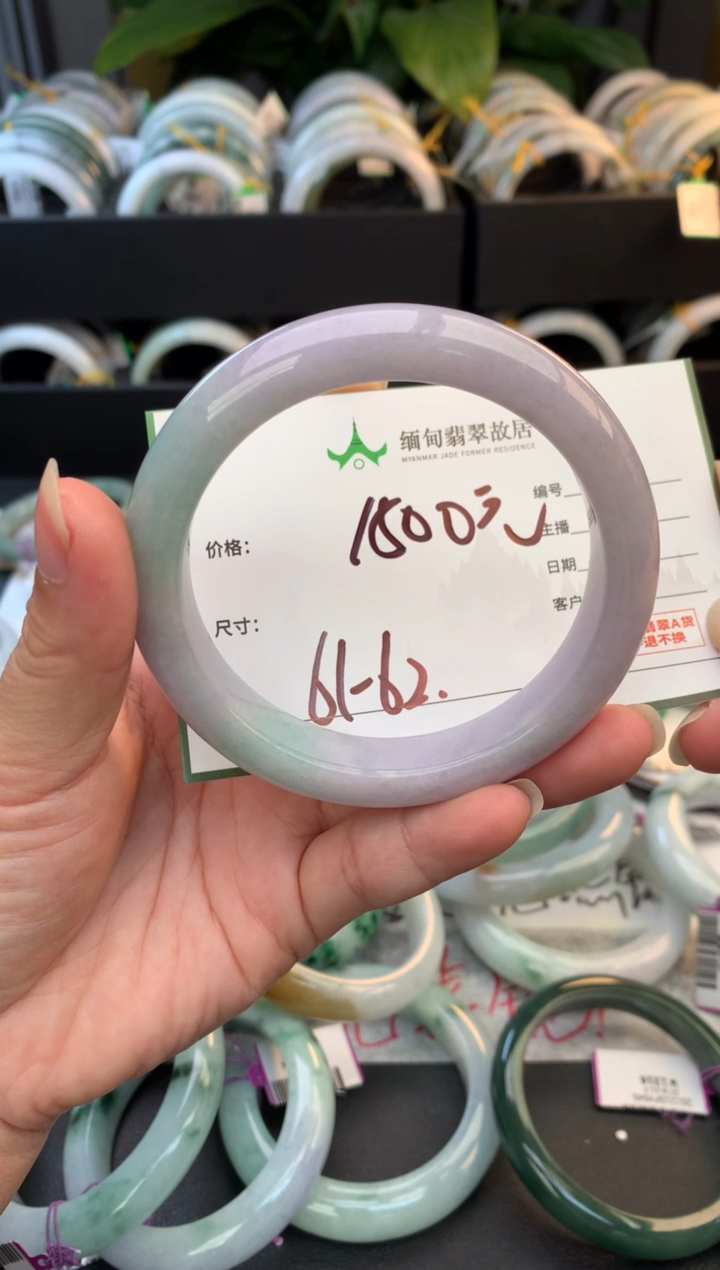 缅甸翡翠故居
MYANMAR JADE FORMER RESIDENCE
编号
价格: 1800元
主播
日期
客户
尺寸: 61-62.
翡翠A货
退不换